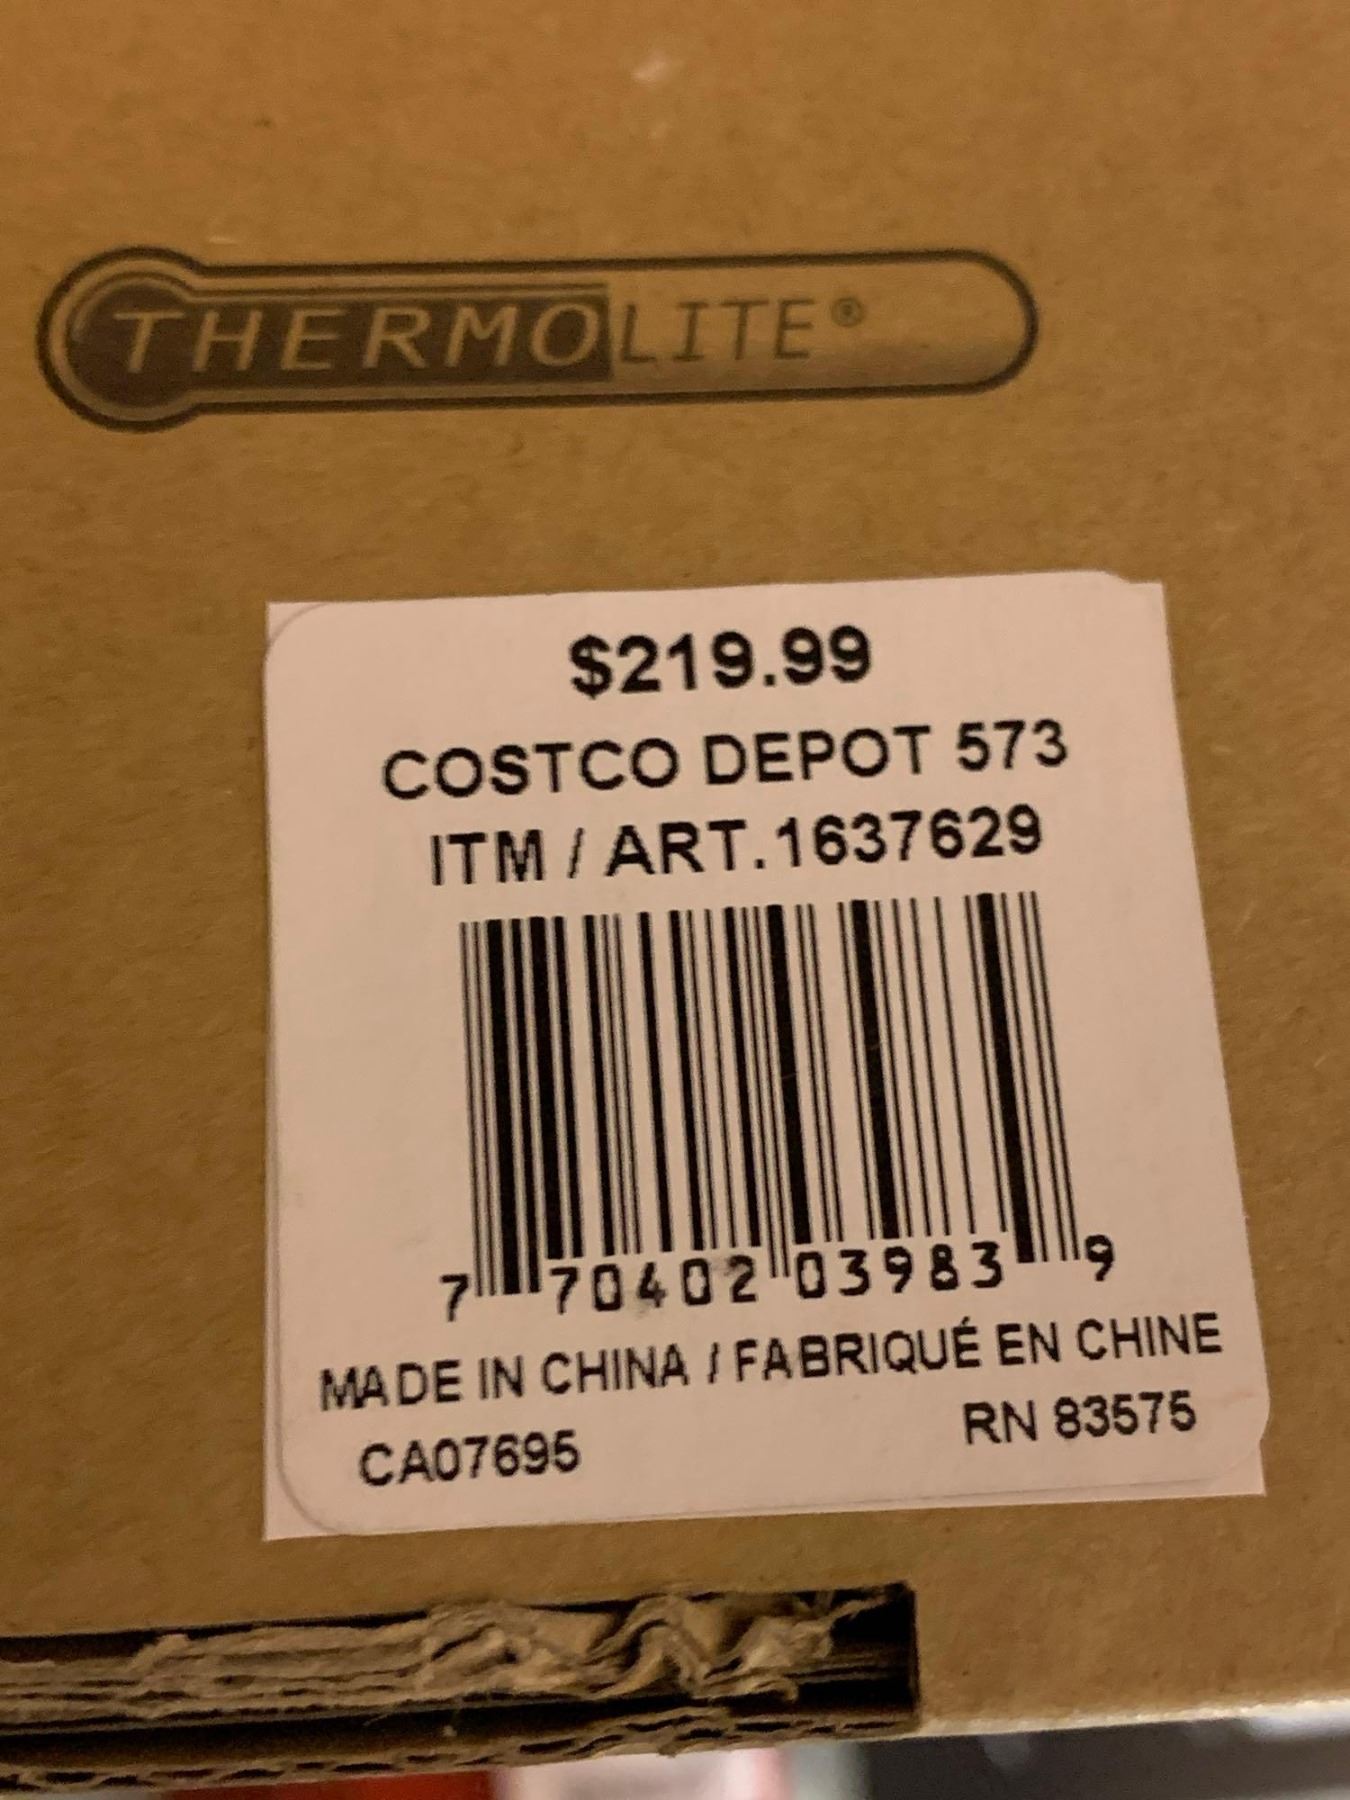 THERMOLITE®
$219.99
COSTCO DEPOT 573
ITM / ART.1637629
7 70402 03983 9
MADE IN CHINA / FABRIQUÉ EN CHINE
CA07695 RN 83575